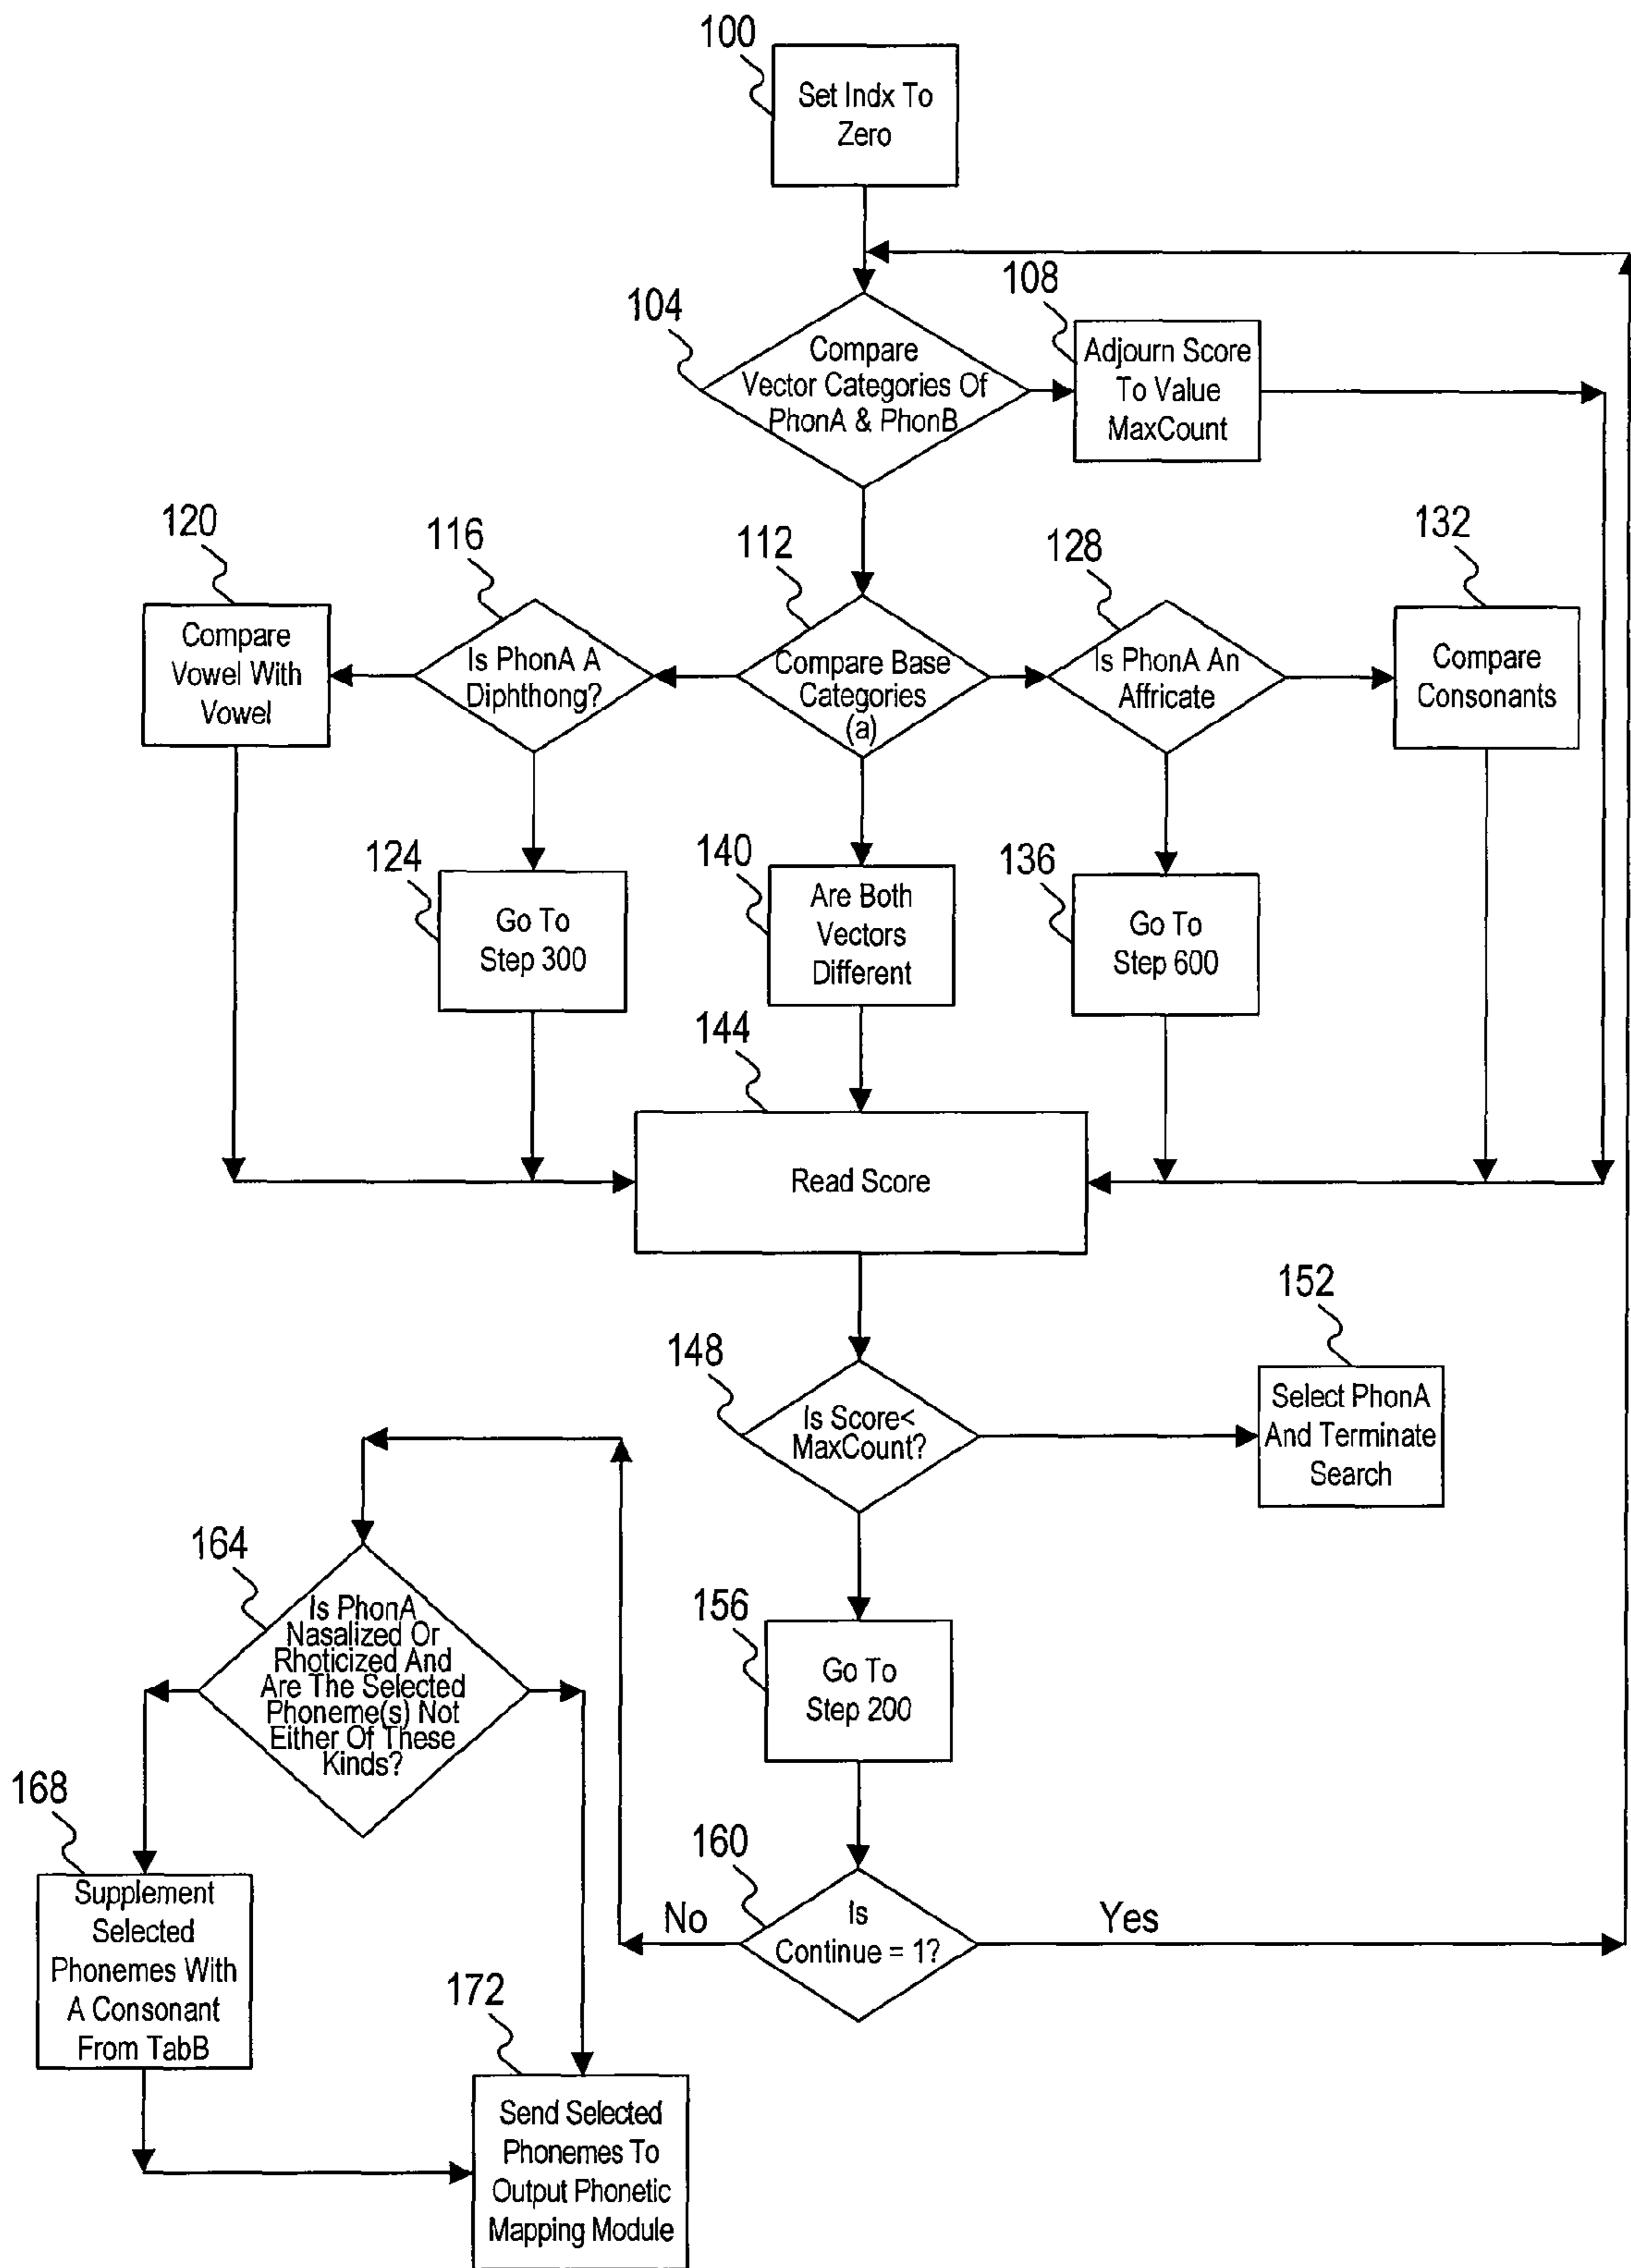 100
Set Indx To
Zero
104
Compare
Vector Categories Of
PhonA & PhonB
108
Adjourn Score
To Value
MaxCount
120
Compare
Vowel With
Vowel
116
Is PhonA A
Diphthong?
112
Compare Base
Categories
(a)
128
Is PhonA An
Affricate
132
Compare
Consonants
124
Go To
Step 300
140
Are Both
Vectors
Different
136
Go To
Step 600
144
Read Score
148
Is Score<
MaxCount?
152
Select PhonA
And Terminate
Search
156
Go To
Step 200
160
Is
Continue = 1?
No
Yes
164
Is PhonA
Nasalized Or
Rhoticized And
Are The Selected
Phoneme(s) Not
Either Of These
Kinds?
168
Supplement
Selected
Phonemes With
A Consonant
From TabB
172
Send Selected
Phonemes To
Output Phonetic
Mapping Module